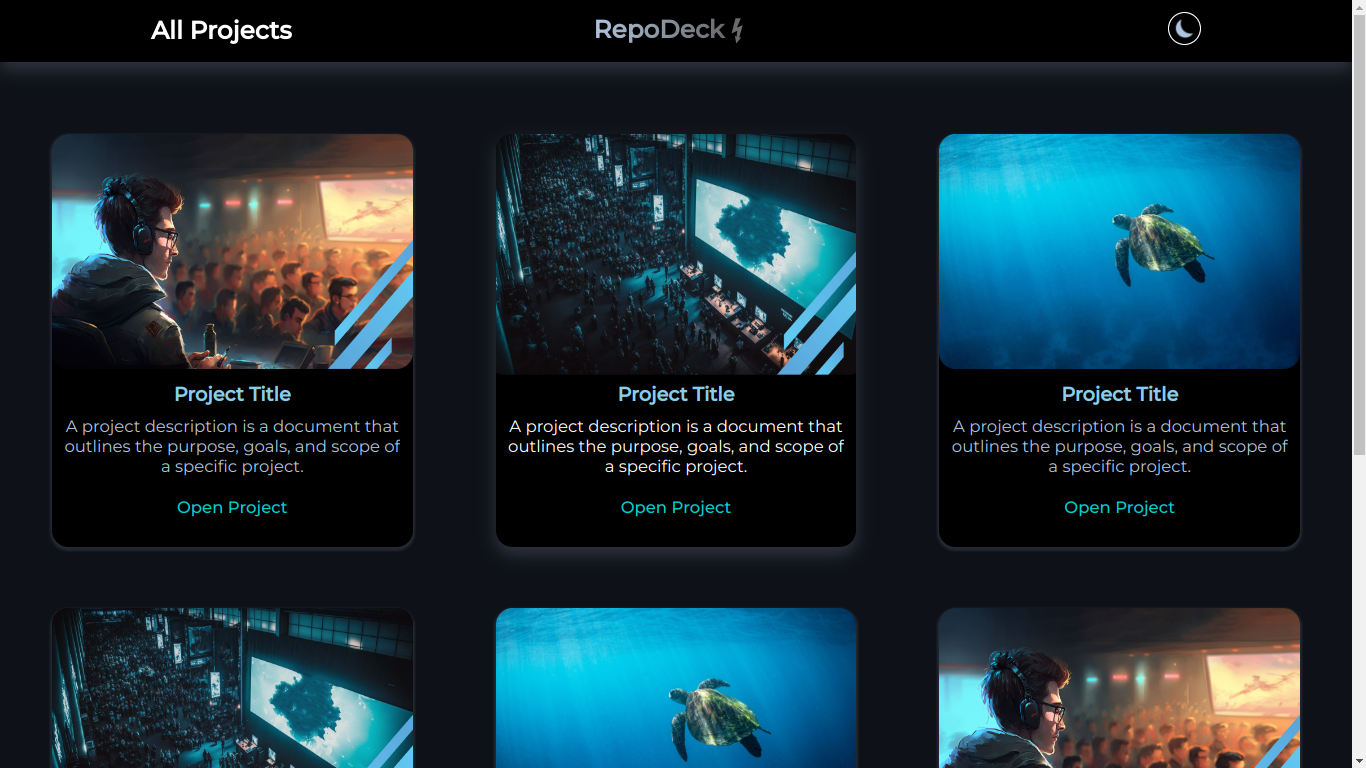 All Projects
RepoDeck
Project Title
A project description is a document that
outlines the purpose, goals, and scope of
a specific project.
Open Project
Project Title
A project description is a document that
outlines the purpose, goals, and scope of
a specific project.
Open Project
Project Title
A project description is a document that
outlines the purpose, goals, and scope of
a specific project.
Open Project